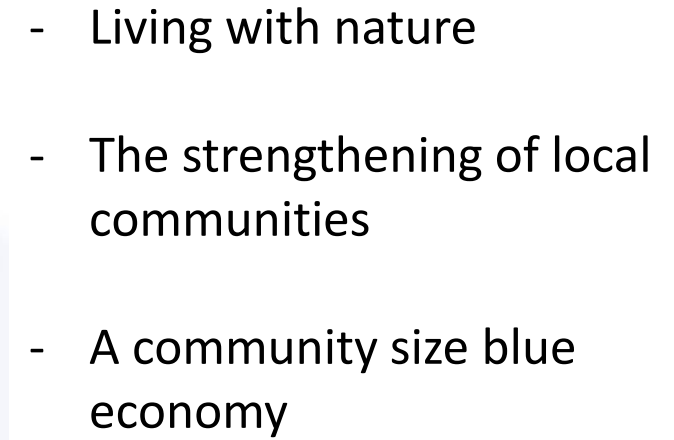 - Living with nature
- The strengthening of local
communities
- A community size blue
economy